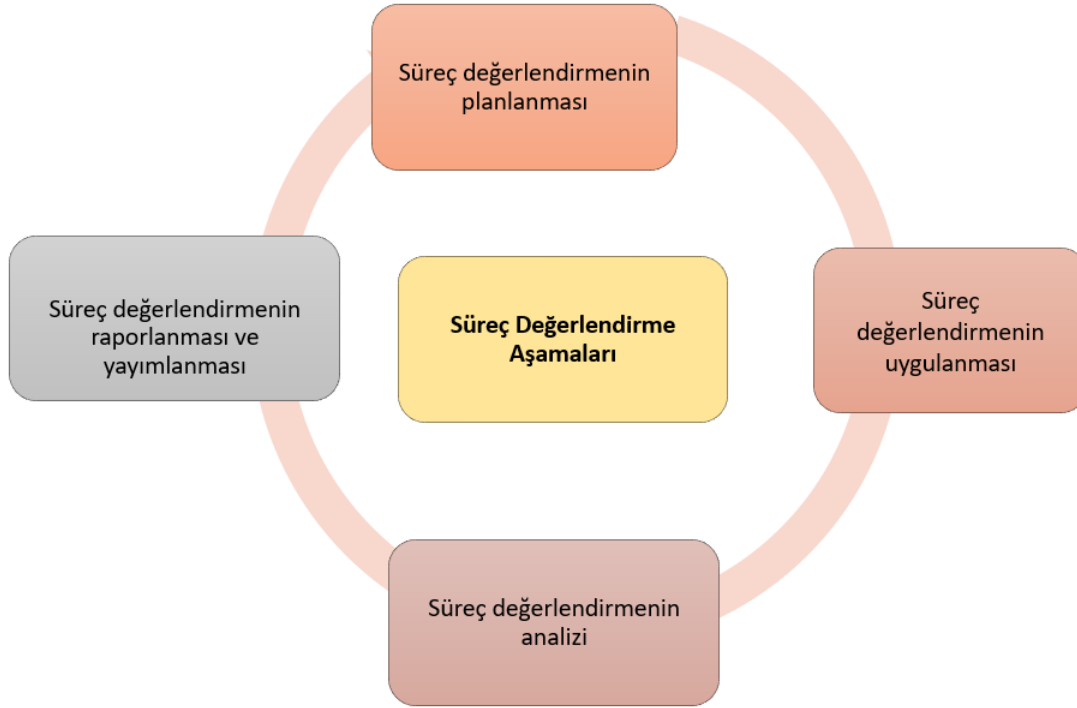 Süreç değerlendirmenin
planlanması
Süreç
değerlendirmenin
uygulanması
Süreç değerlendirmenin
analizi
Süreç değerlendirmenin
raporlanması ve
yayımlanması
Süreç Değerlendirme
Aşamaları